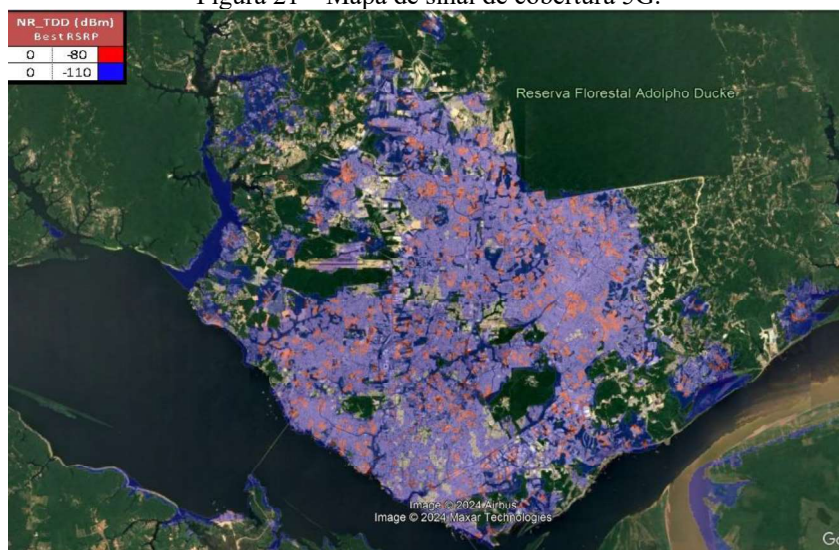 Figura 21 – Mapa de sinal de cobertura 5G.
NR_TDD (dBm)
Best RSRP
0 -80
0 -110
Reserva Florestal Adolpho Ducke
Image © 2024 Airbus
Image © 2024 Maxar Technologies